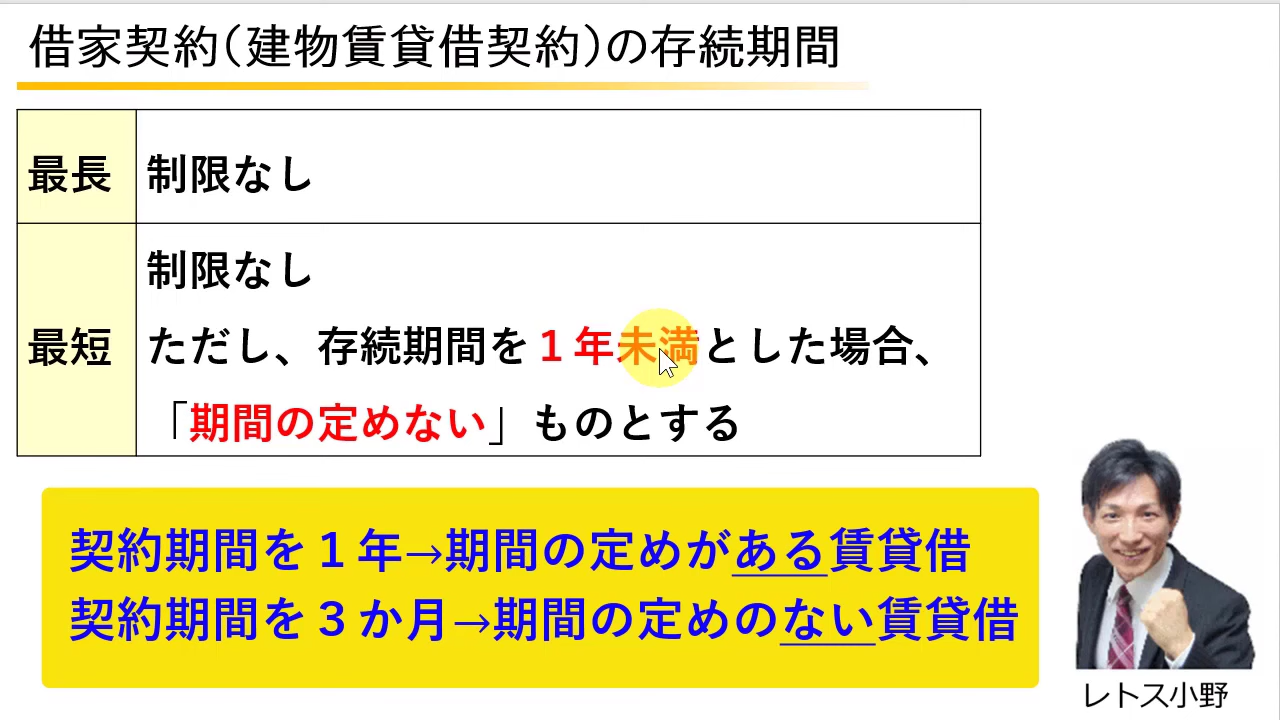 借家契約（建物賃貸借契約）の存続期間
最長
制限なし
最短
制限なし
ただし、存続期間を１年未満とした場合、
「期間の定めない」ものとする
契約期間を１年→期間の定めがある賃貸借
契約期間を３か月→期間の定めのない賃貸借
レトス小野